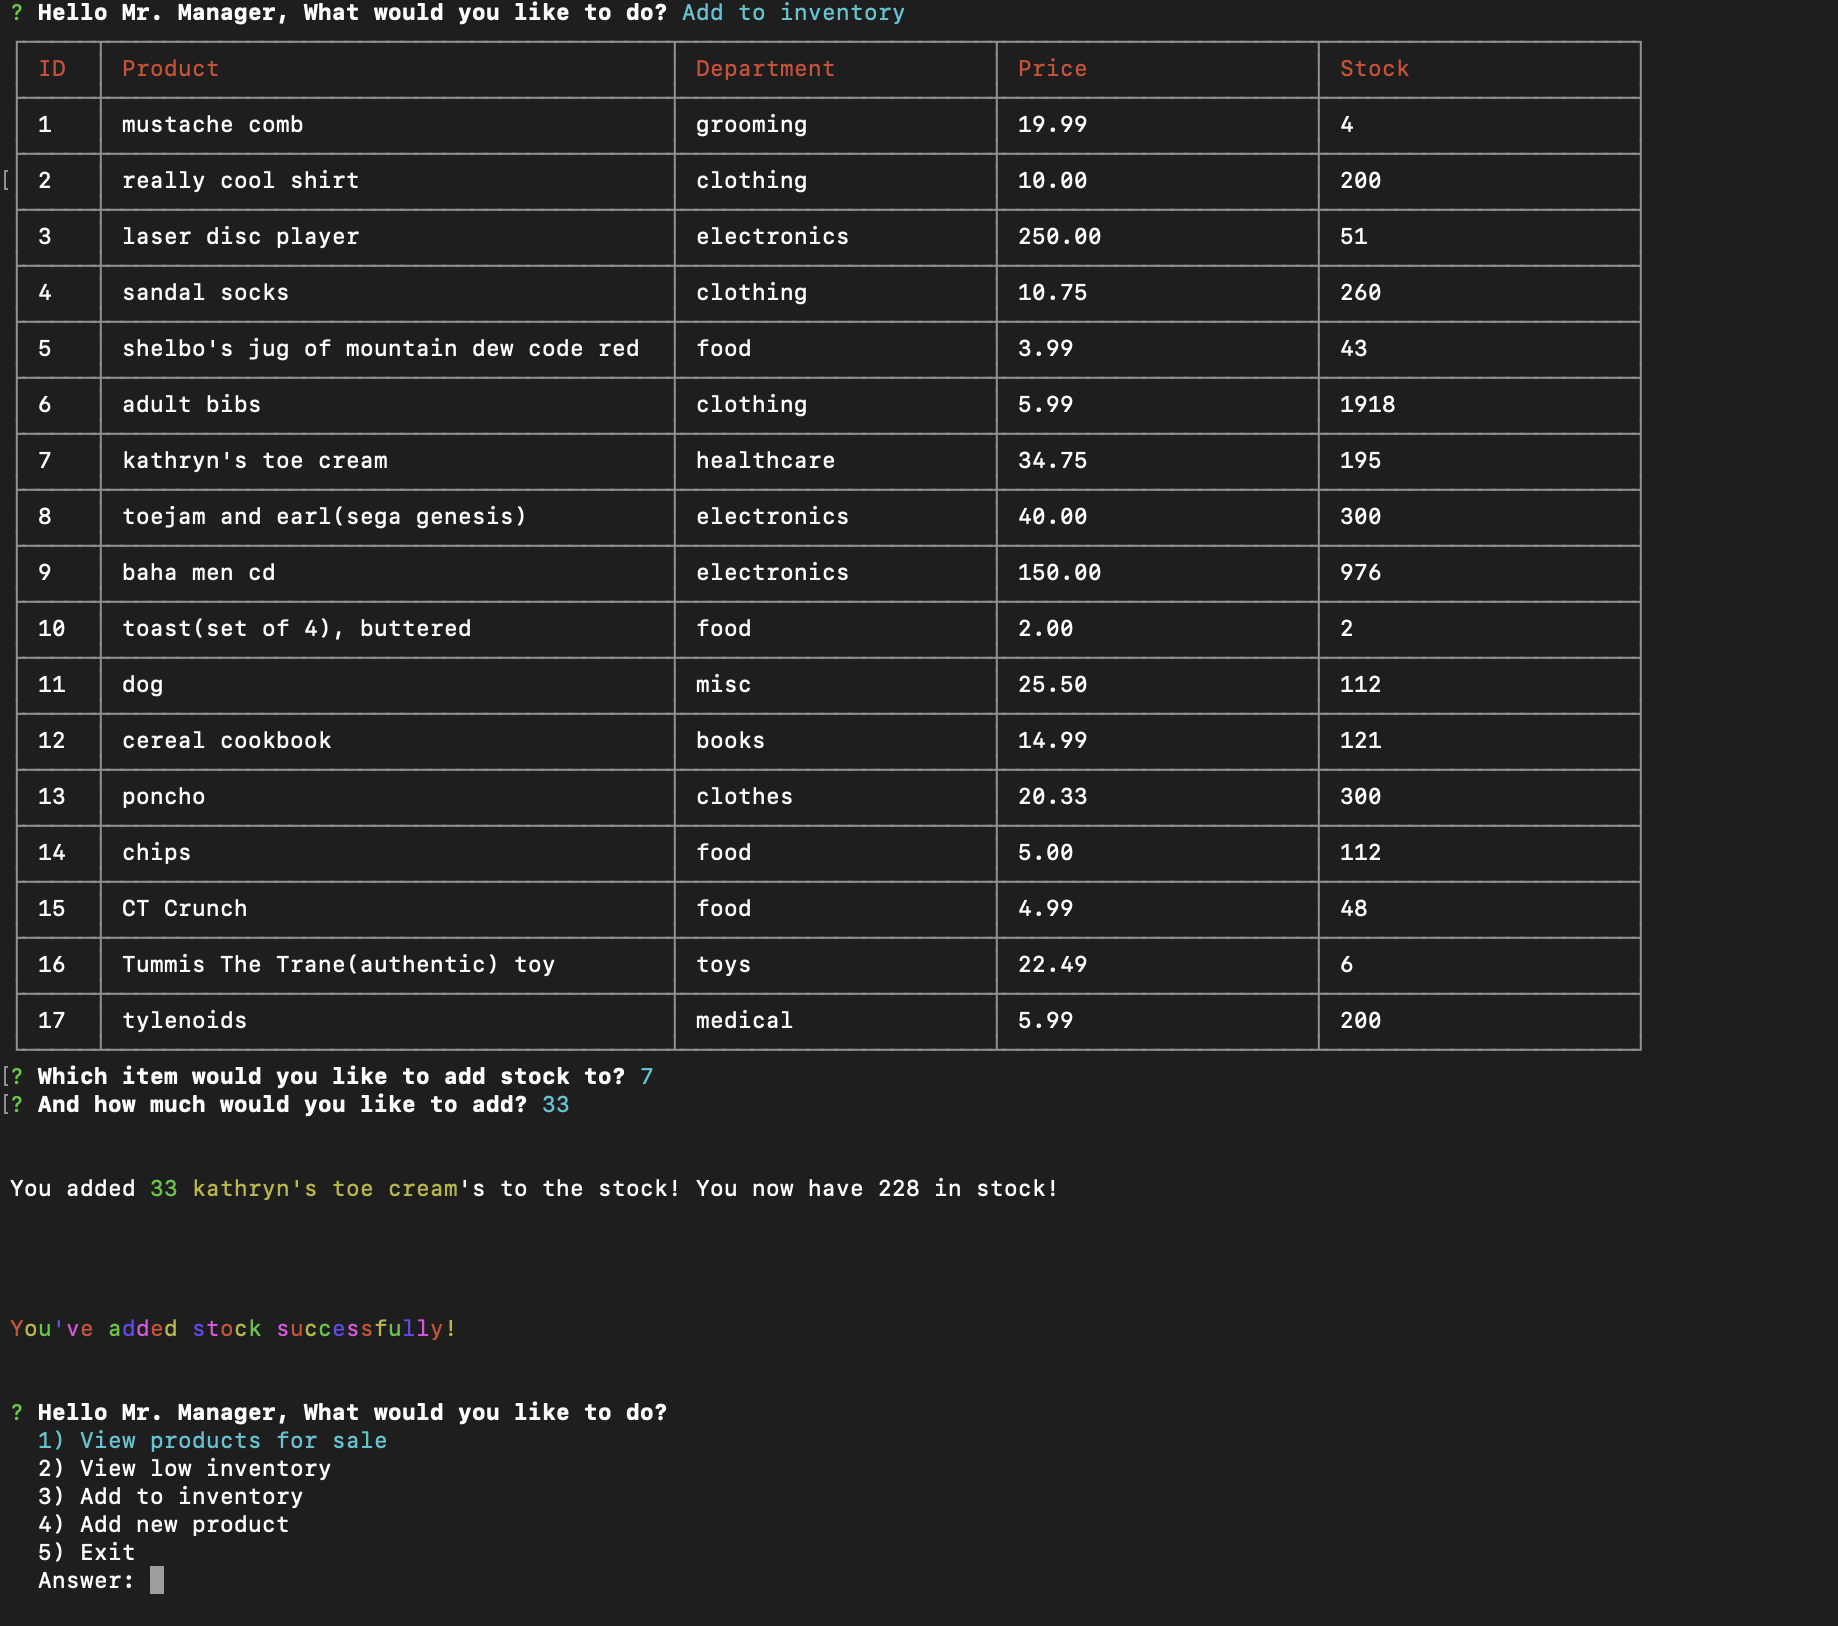 ? Hello Mr. Manager, What would you like to do? Add to inventory
ID Product Department Price Stock
1 mustache comb grooming 19.99 4
[ 2 really cool shirt clothing 10.00 200
3 laser disc player electronics 250.00 51
4 sandal socks clothing 10.75 260
5 shelbo's jug of mountain dew code red food 3.99 43
6 adult bibs clothing 5.99 1918
7 kathryn's toe cream healthcare 34.75 195
8 toejam and earl(sega genesis) electronics 40.00 300
9 baha men cd electronics 150.00 976
10 toast(set of 4), buttered food 2.00 2
11 dog misc 25.50 112
12 cereal cookbook books 14.99 121
13 poncho clothes 20.33 300
14 chips food 5.00 112
15 CT Crunch food 4.99 48
16 Tummis The Trane(authentic) toy toys 22.49 6
17 tylenoids medical 5.99 200
[? Which item would you like to add stock to? 7
[? And how much would you like to add? 33
You added 33 kathryn's toe cream's to the stock! You now have 228 in stock!
You've added stock successfully!
? Hello Mr. Manager, What would you like to do?
1) View products for sale
2) View low inventory
3) Add to inventory
4) Add new product
5) Exit
Answer: